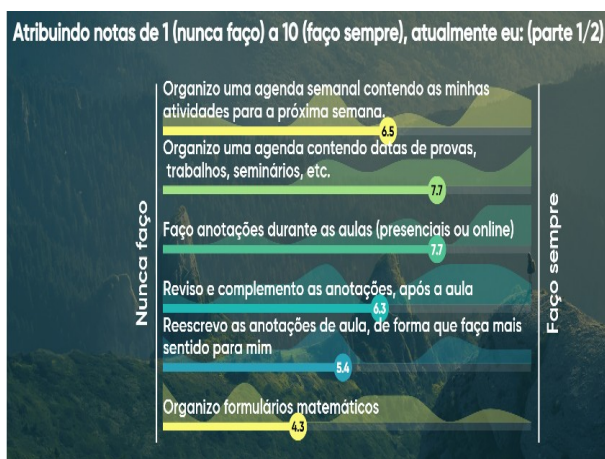 Atribuindo notas de 1 (nunca faço) a 10 (faço sempre), atualmente eu: (parte 1/2)
Nunca faço
Organizo uma agenda semanal contendo as minhas
atividades para a próxima semana.
6.5
Organizo uma agenda contendo datas de provas,
trabalhos, seminários, etc.
7.7
Faço anotações durante as aulas (presenciais ou online)
7.7
Reviso e complemento as anotações, após a aula
6.3
Reescrevo as anotações de aula, de forma que faça mais
sentido para mim
5.4
Organizo formulários matemáticos
4.3
Faço sempre